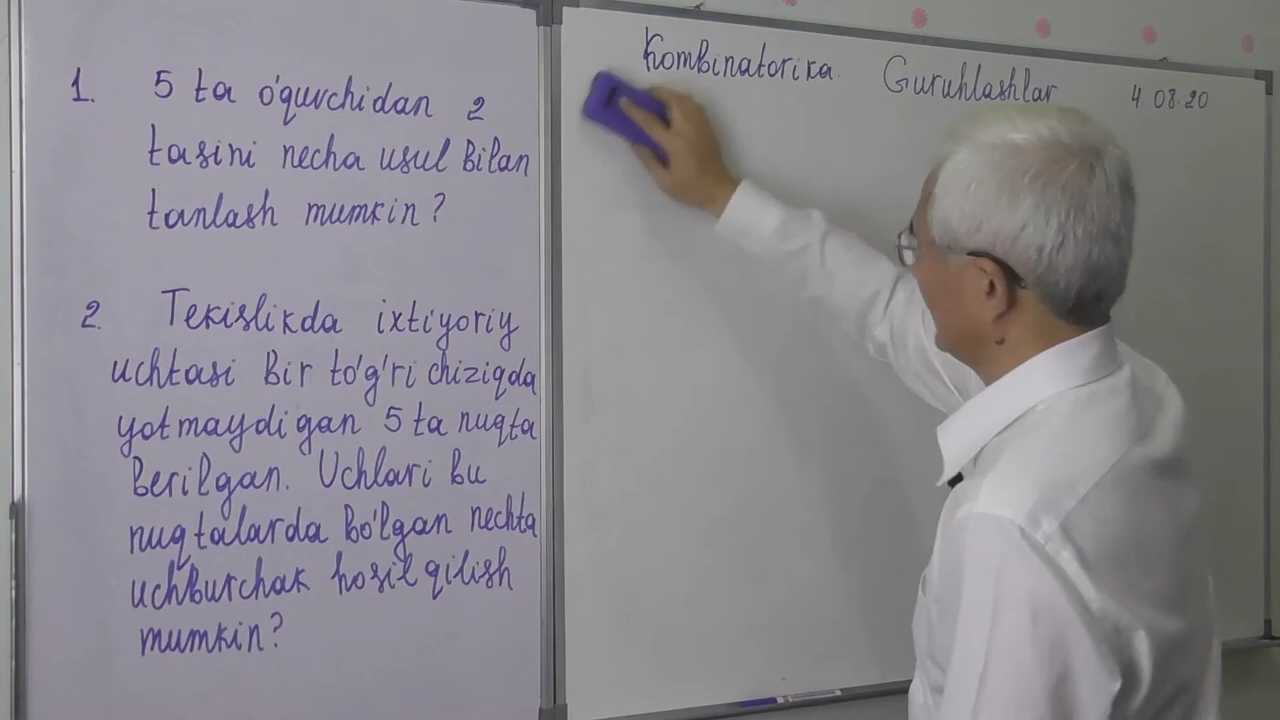 1. 5 ta o'quvchidan 2
tasini necha usul bilan
tanlash mumkin?
2. Tekislikda ixtiyoriy
uchtasi bir to'g'ri chiziqda
yotmaydigan 5 ta nuqta
berilgan. Uchlari bu
nuqtalarda bo'lgan nechta
uchburchak hosil qilish
mumkin?
Kombinatorika. Guruhlashlar 4 08.20